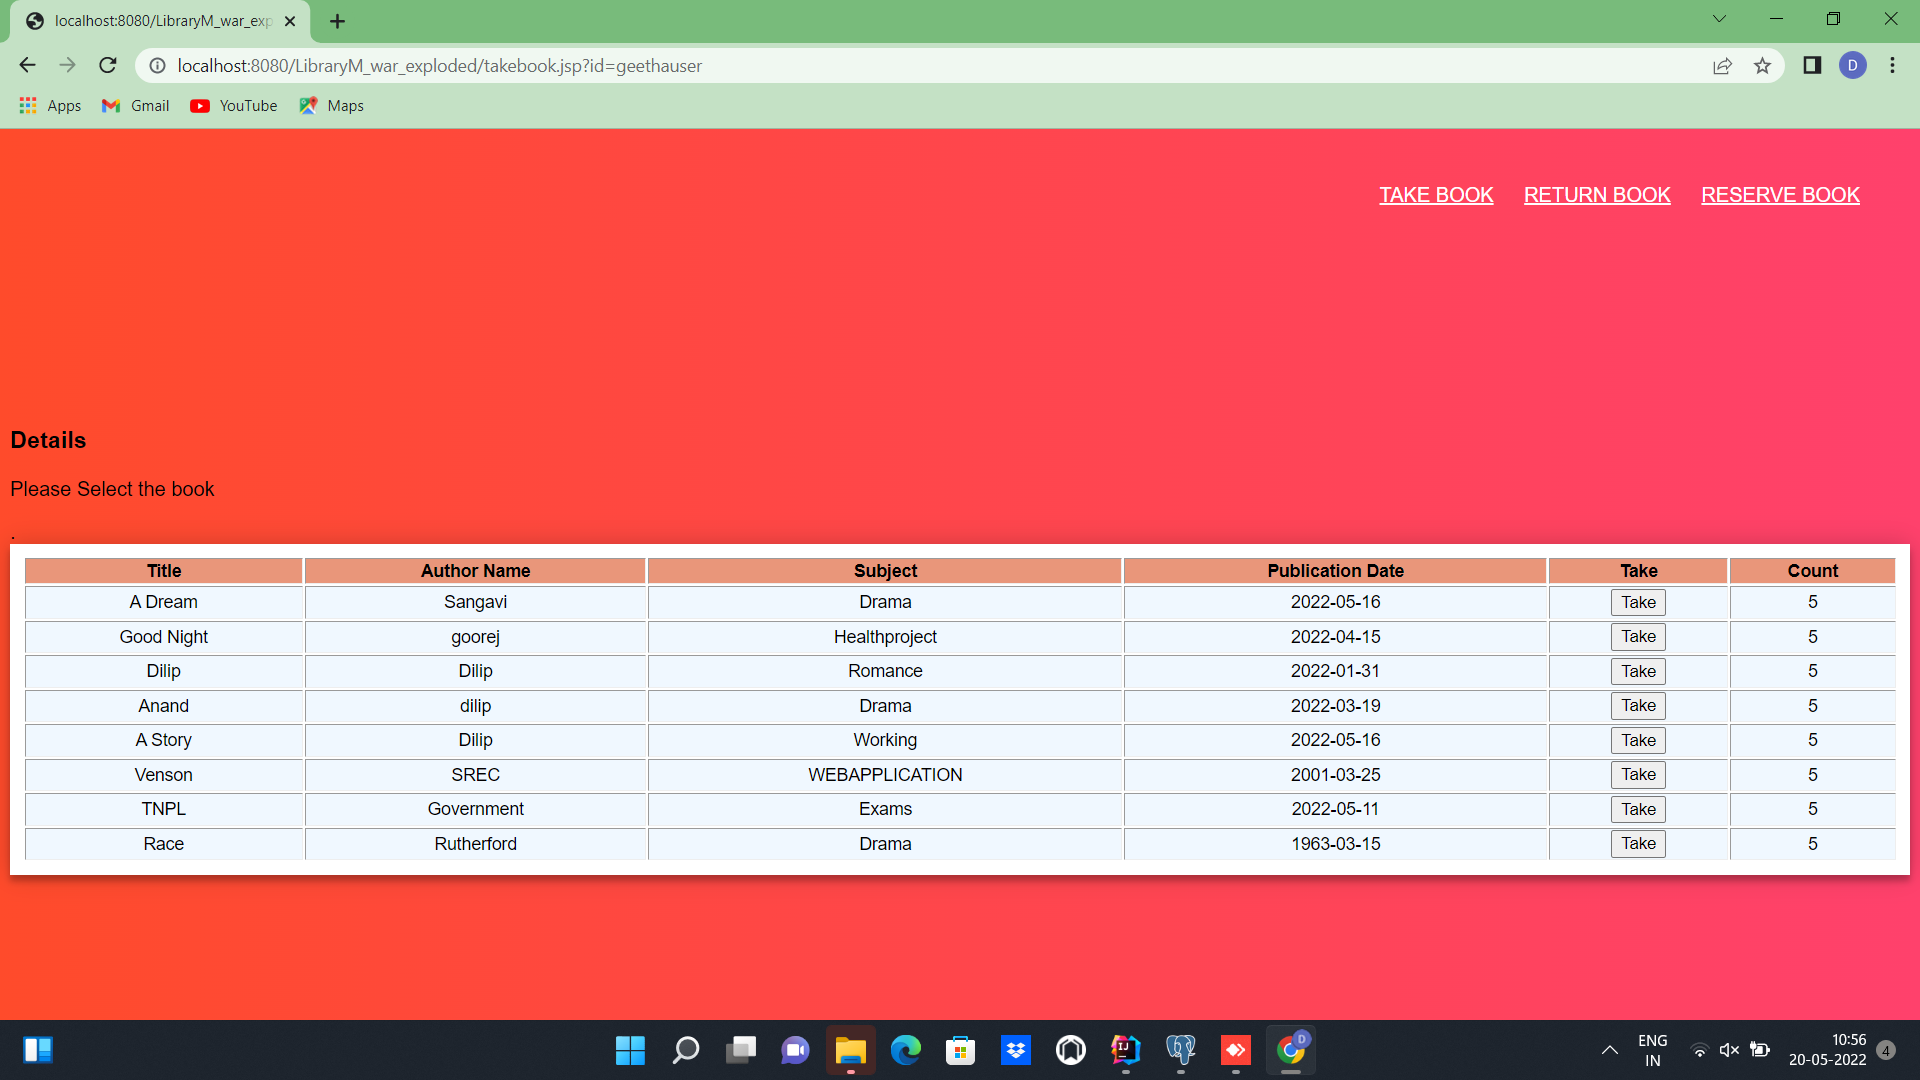 localhost:8080/LibraryM_war_exp
localhost:8080/LibraryM_war_exploded/takebook.jsp?id=geethauser
D
Apps Gmail YouTube Maps
TAKE BOOK RETURN BOOK RESERVE BOOK
Details
Please Select the book
.
Title Author Name Subject Publication Date Take Count
A Dream Sangavi Drama 2022-05-16 Take 5
Good Night goorej Healthproject 2022-04-15 Take 5
Dilip Dilip Romance 2022-01-31 Take 5
Anand dilip Drama 2022-03-19 Take 5
A Story Dilip Working 2022-05-16 Take 5
Venson SREC WEBAPPLICATION 2001-03-25 Take 5
TNPL Government Exams 2022-05-11 Take 5
Race Rutherford Drama 1963-03-15 Take 5
IJ
D
ENG
IN
10:56
20-05-2022
4